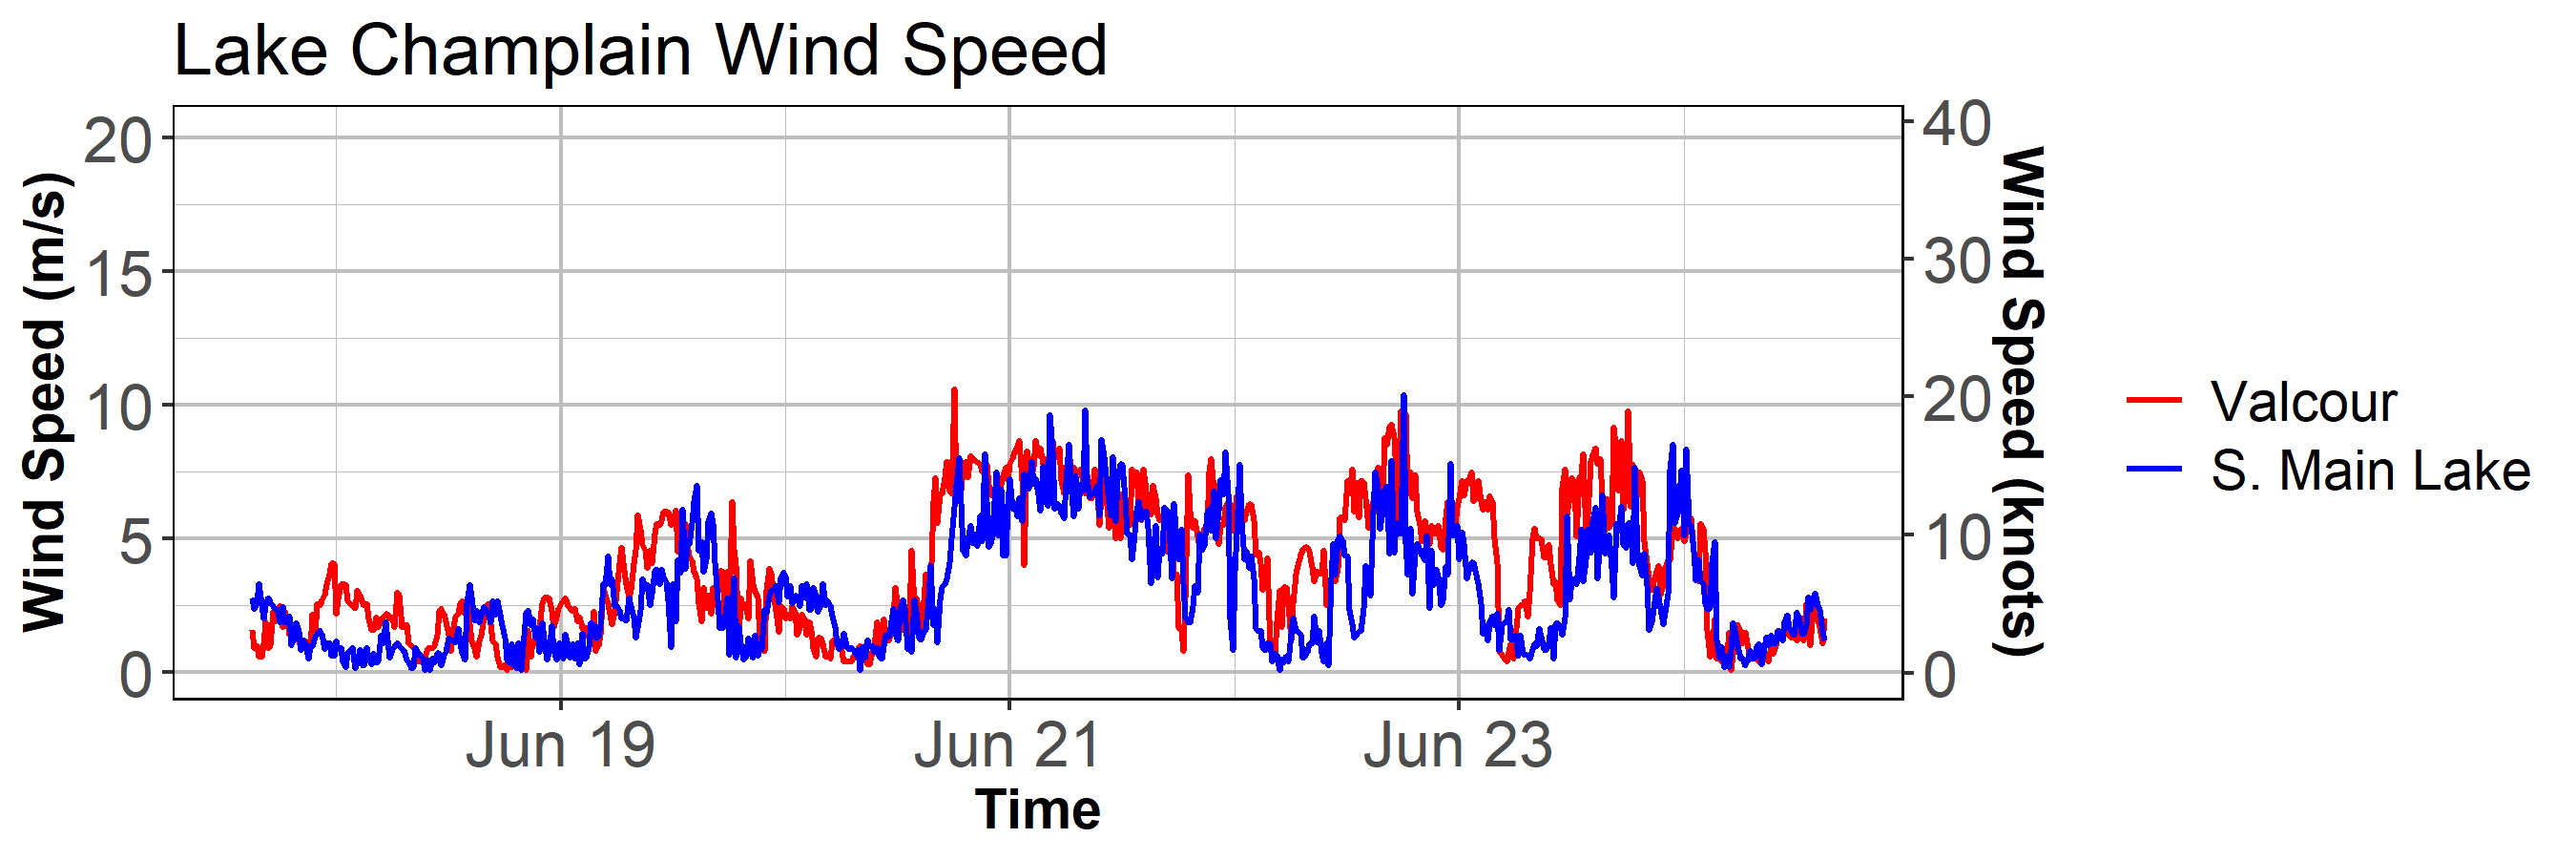 Lake Champlain Wind Speed
Wind Speed (m/s)
20
15
10
5
0
40
30
20
10
0
Wind Speed (knots)
Jun 19
Jun 21
Jun 23
Time
Valcour
S. Main Lake